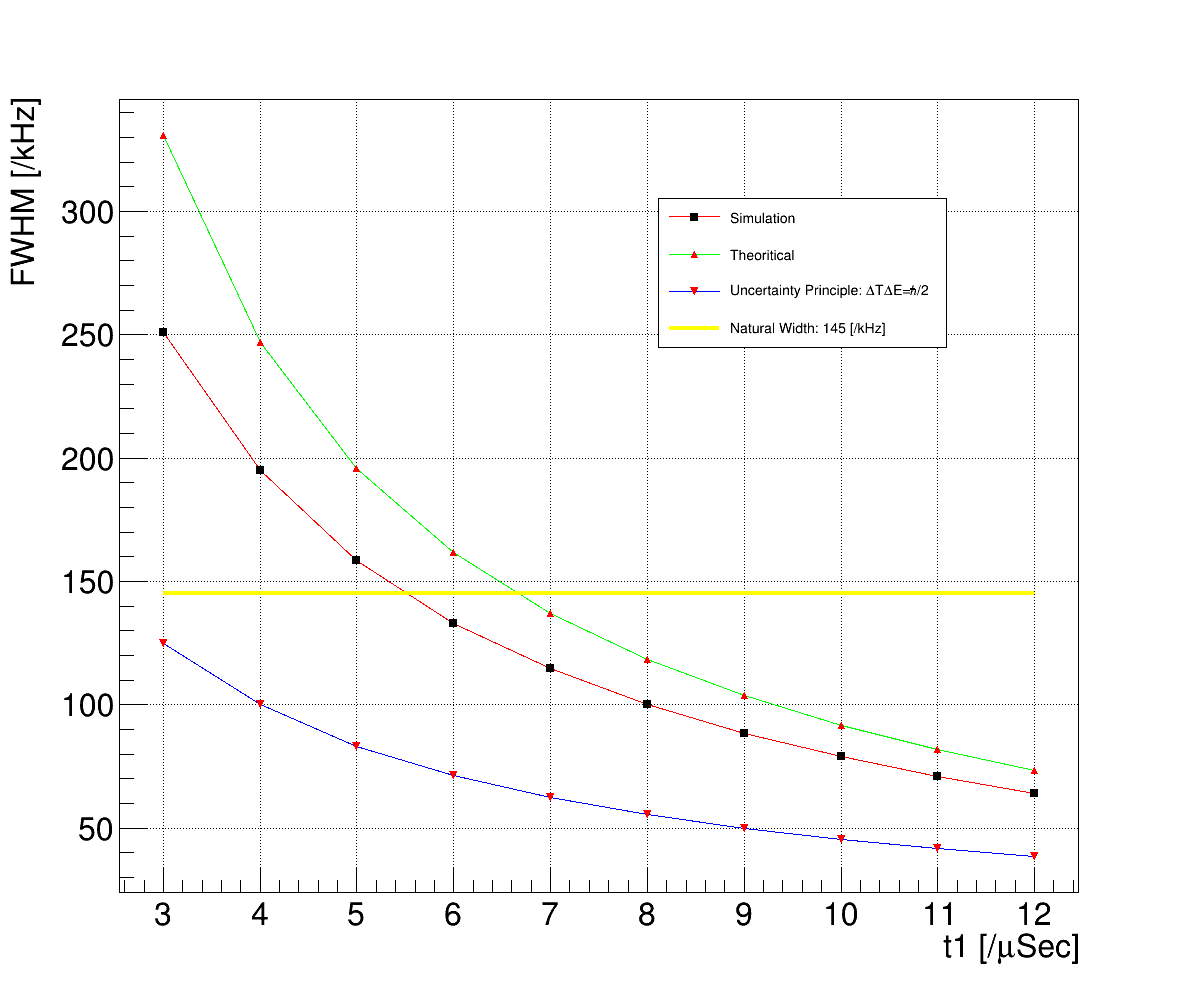 FWHM [/kHz]
300
250
200
150
100
50
Simulation
Theoritical
Uncertainty Principle: ΔTΔE=ℏ/2
Natural Width: 145 [/kHz]
3 4 5 6 7 8 9 10 11 12
t1 [/μSec]